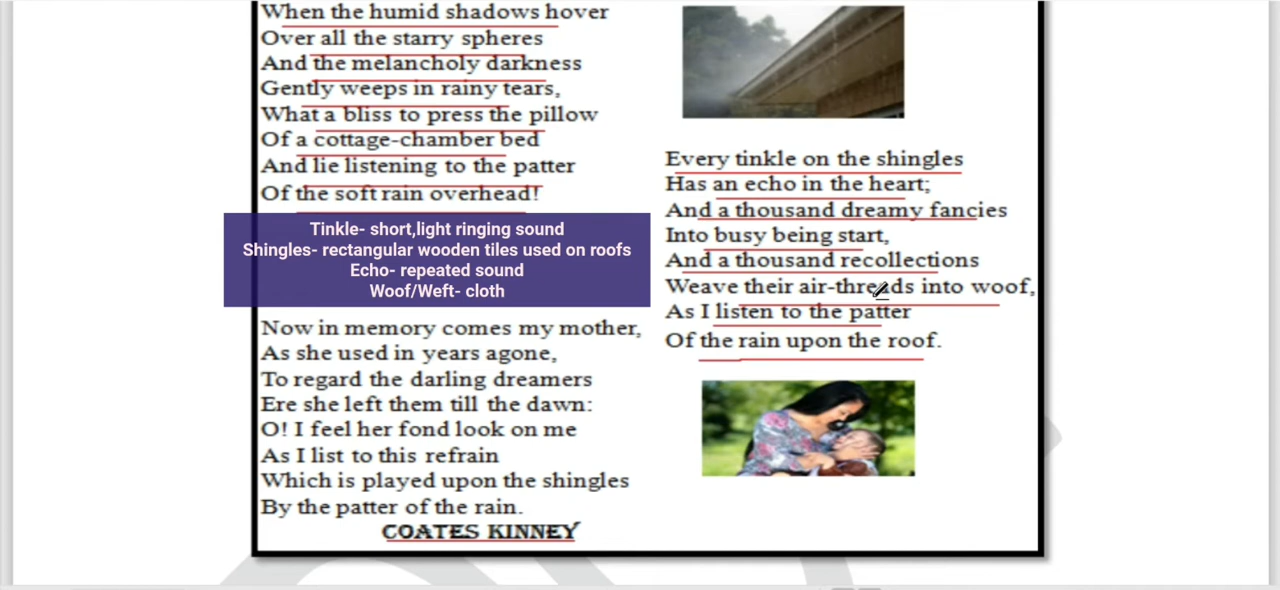 When the humid shadows hover
Over all the starry spheres
And the melancholy darkness
Gently weeps in rainy tears,
What a bliss to press the pillow
Of a cottage-chamber bed
And lie listening to the patter
Of the soft rain overhead!
Tinkle- short,light ringing sound
Shingles- rectangular wooden tiles used on roofs
Echo- repeated sound
Woof/Weft- cloth
Now in memory comes my mother,
As she used in years agone,
To regard the darling dreamers
Ere she left them till the dawn:
O! I feel her fond look on me
As I list to this refrain
Which is played upon the shingles
By the patter of the rain.
COATES KINNEY
Every tinkle on the shingles
Has an echo in the heart;
And a thousand dreamy fancies
Into busy being start,
And a thousand recollections
Weave their air-threads into woof,
As I listen to the patter
Of the rain upon the roof.